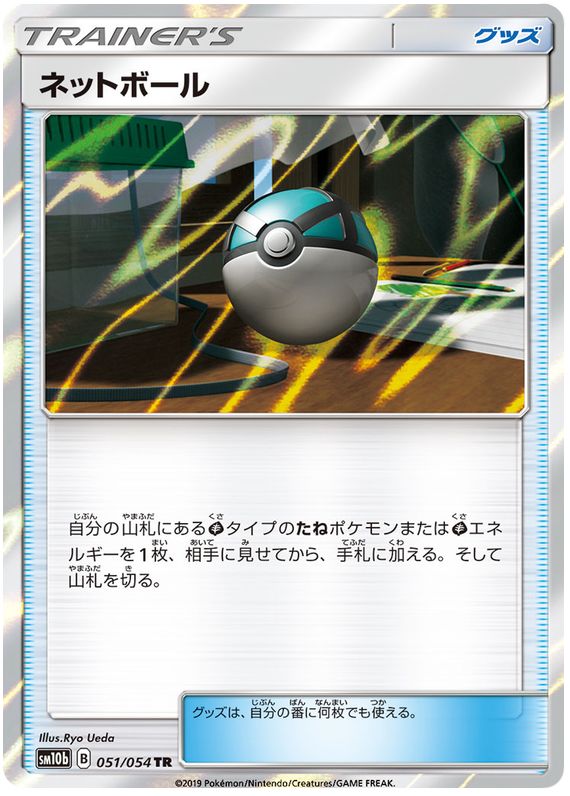 TRAINER'S
グッズ
ネットボール
自分の山札にあるタイプのたねポケモンまたはエネ
ルギーを1枚、相手に見せてから、手札に加える。そして
山札を切る。
グッズは、自分の番に何枚でも使える。
Illus.Ryo Ueda
sm10b B 051/054 TR
©2019 Pokémon/Nintendo/Creatures/GAME FREAK.